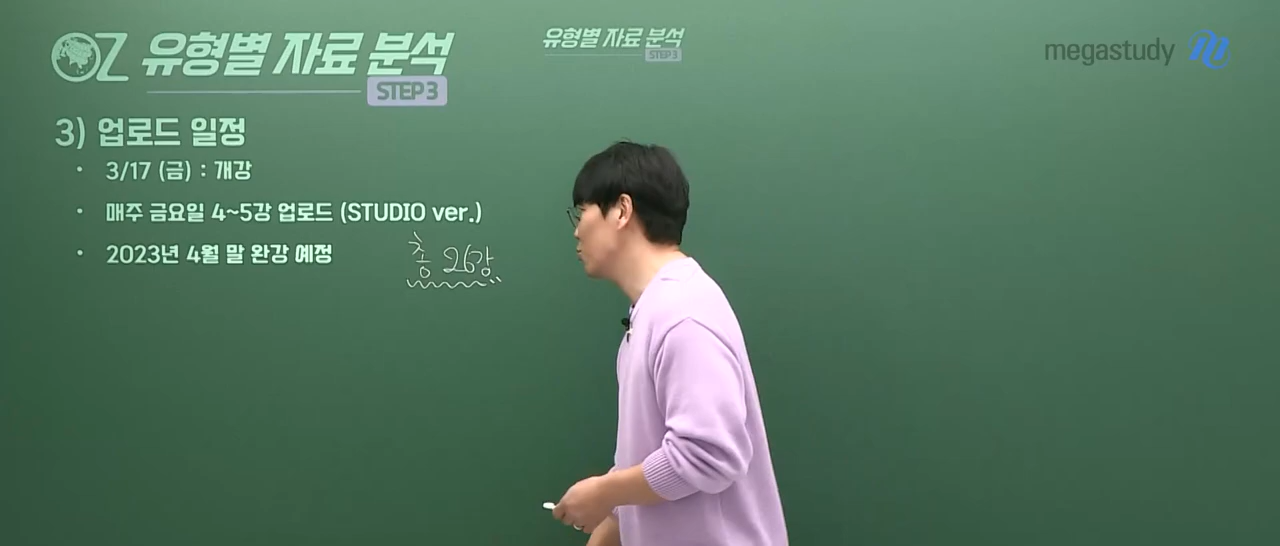 OZ 유형별 자료 분석
STEP 3
유형별 자료 분석
STEP 3
megastudy
3) 업로드 일정
• 3/17 (금) : 개강
• 매주 금요일 4~5강 업로드 (STUDIO ver.)
• 2023년 4월 말 완강 예정
총 26강